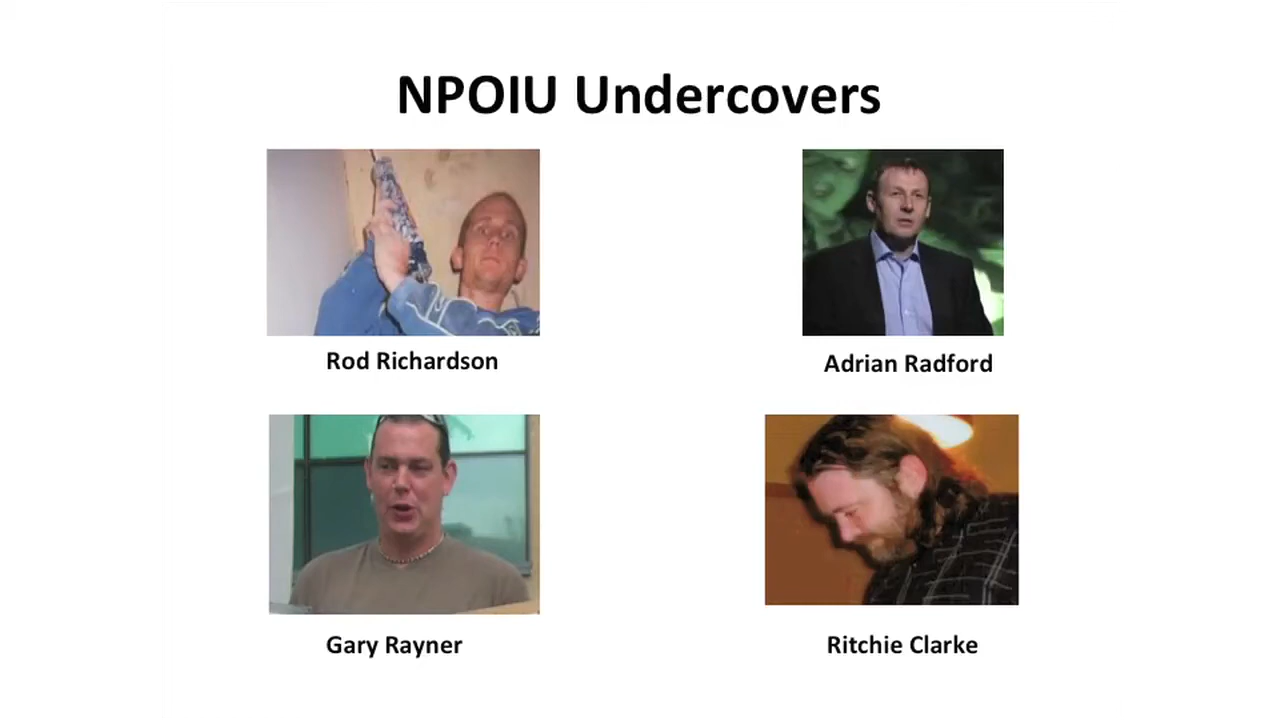 NPOIU Undercovers
Rod Richardson
Adrian Radford
Gary Rayner
Ritchie Clarke